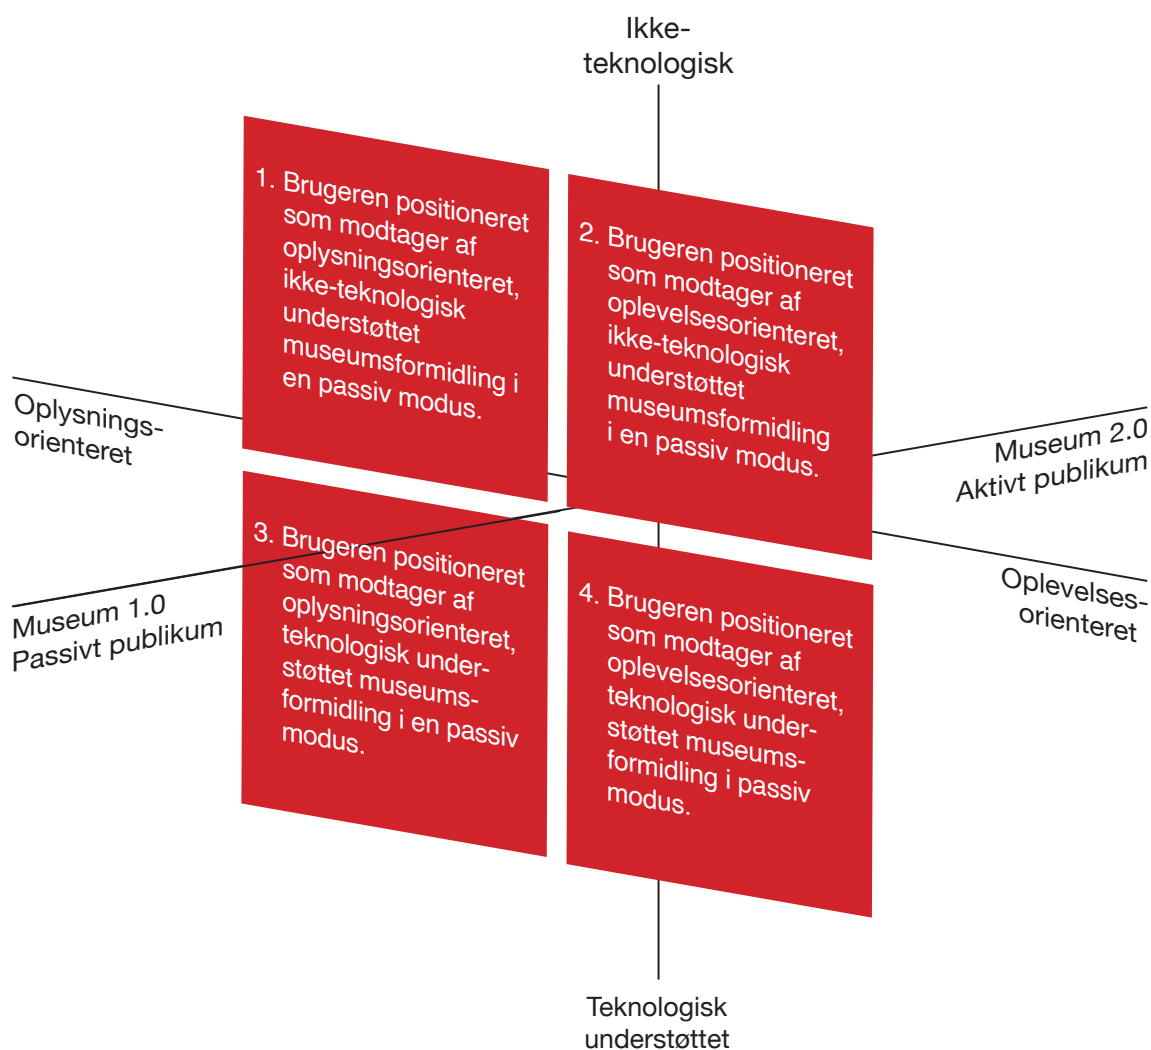 Ikke-
teknologisk
1. Brugeren positioneret
som modtager af
oplysningsorienteret,
ikke-teknologisk
understøttet
museumsformidling i
en passiv modus.
2. Brugeren positioneret
som modtager af
oplevelsesorienteret,
ikke-teknologisk
understøttet
museumsformidling
i en passiv modus.
Oplysnings-
orienteret
Museum 2.0
Aktivt publikum
3. Brugeren positioneret
som modtager af
oplysningsorienteret,
teknologisk under-
støttet museums-
formidling i en passiv
modus.
4. Brugeren positioneret
som modtager af
oplevelsesorienteret,
teknologisk under-
støttet museums-
formidling i passiv
modus.
Oplevelses-
orienteret
Museum 1.0
Passivt publikum
Teknologisk
understøttet